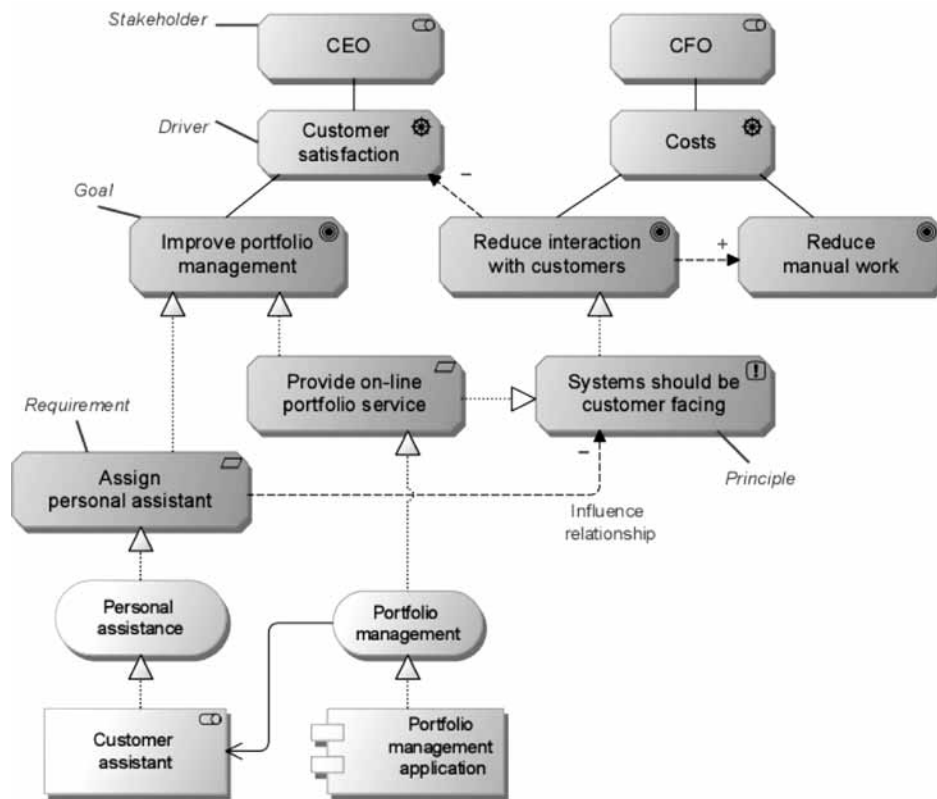 Stakeholder
CEO
CFO
Driver
Customer
satisfaction
Costs
–
Goal
Improve portfolio
management
Reduce interaction
with customers
+
Reduce
manual work
Provide on-line
portfolio service
Systems should be
customer facing
!
Requirement
–
Assign
personal assistant
Principle
Influence
relationship
Personal
assistance
Portfolio
management
Customer
assistant
Portfolio
management
application